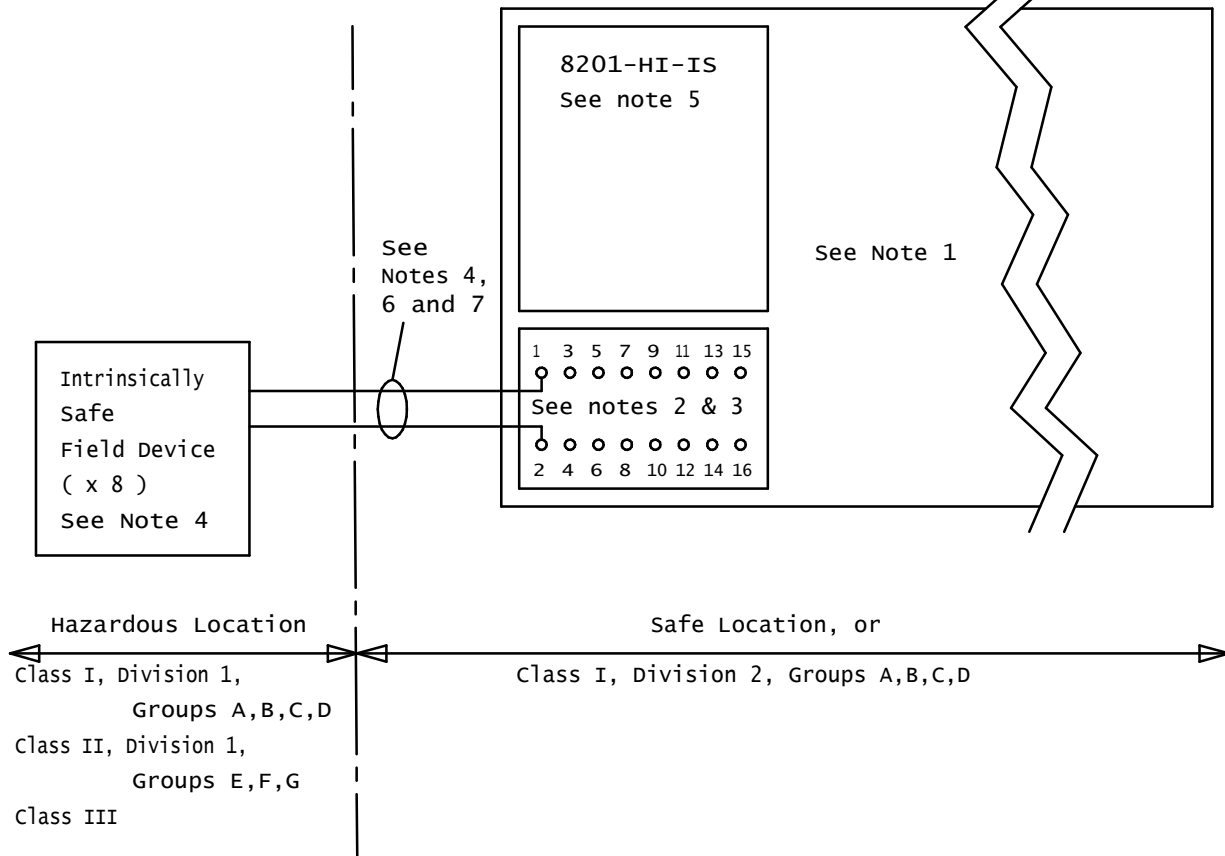 8201-HI-IS
See note 5
See
Notes 4,
6 and 7
See Note 1
Intrinsically
Safe
Field Device
( x 8 )
See Note 4
1 3 5 7 9 11 13 15
See notes 2 & 3
2 4 6 8 10 12 14 16
Hazardous Location
Safe Location, or
Class I, Division 1,
Groups A,B,C,D
Class II, Division 1,
Groups E,F,G
Class III
Class I, Division 2, Groups A,B,C,D